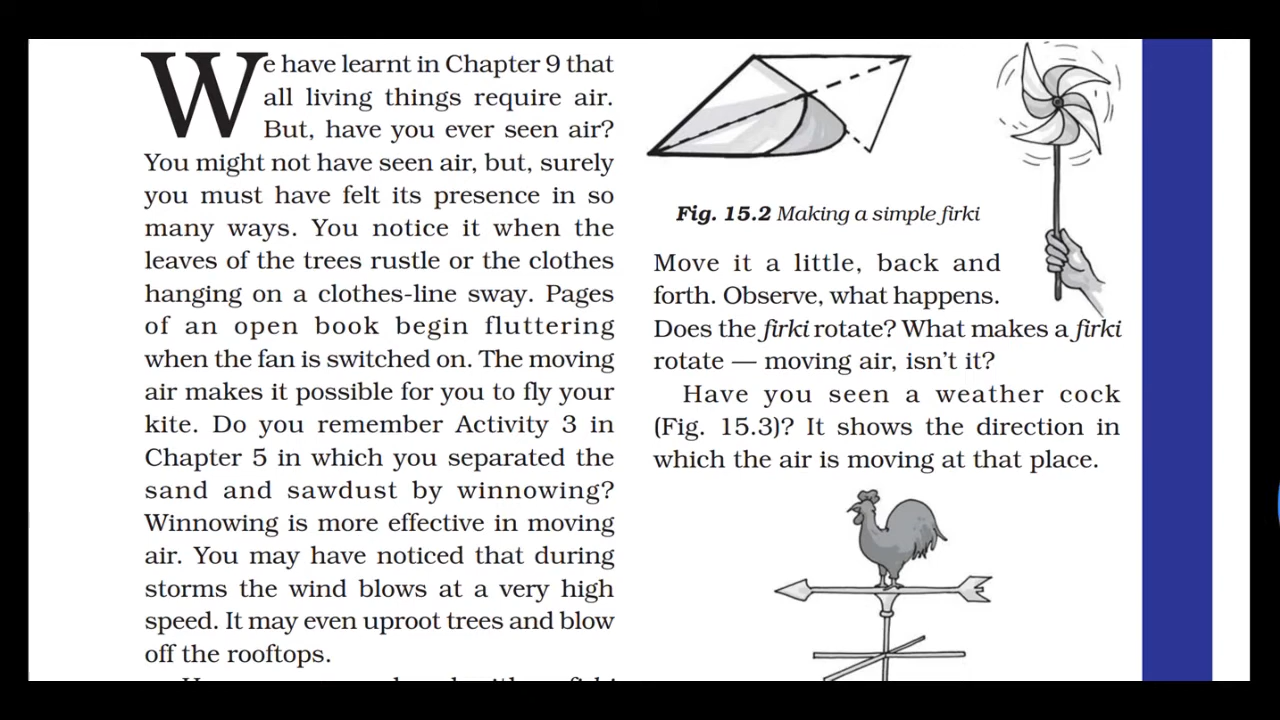 We have learnt in Chapter 9 that
all living things require air.
But, have you ever seen air?
You might not have seen air, but, surely
you must have felt its presence in so
many ways. You notice it when the
leaves of the trees rustle or the clothes
hanging on a clothes-line sway. Pages
of an open book begin fluttering
when the fan is switched on. The moving
air makes it possible for you to fly your
kite. Do you remember Activity 3 in
Chapter 5 in which you separated the
sand and sawdust by winnowing?
Winnowing is more effective in moving
air. You may have noticed that during
storms the wind blows at a very high
speed. It may even uproot trees and blow
off the rooftops.
Fig. 15.2 Making a simple firki
Move it a little, back and
forth. Observe, what happens.
Does the firki rotate? What makes a firki
rotate — moving air, isn't it?
Have you seen a weather cock
(Fig. 15.3)? It shows the direction in
which the air is moving at that place.